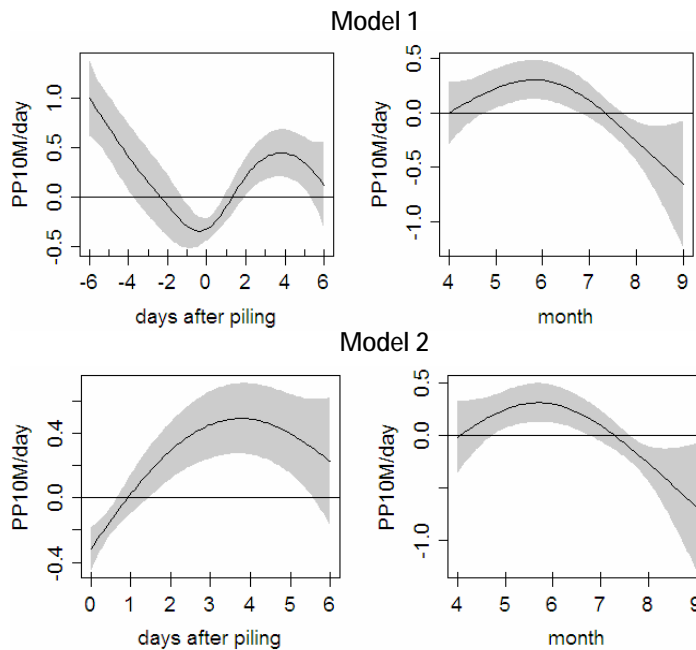 Model 1
PP10M/day
1.0
0.5
0.0
-0.5
-6 -4 -2 0 2 4 6
days after piling
PP10M/day
0.5
0.0
-1.0
4 5 6 7 8 9
month
Model 2
PP10M/day
0.4
0.0
-0.4
0 1 2 3 4 5 6
days after piling
PP10M/day
0.5
0.0
-1.0
4 5 6 7 8 9
month